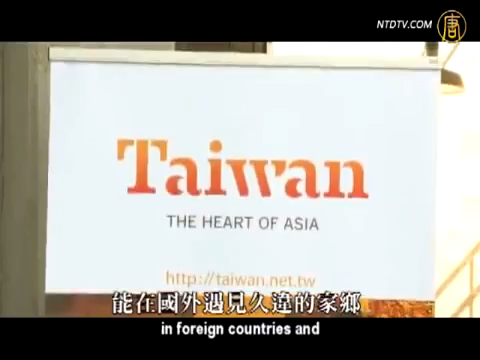 NTDTV.COM
唐
Taiwan
THE HEART OF ASIA
http://taiwan.net.tw
能在國外遇見久違的家鄉
in foreign countries and